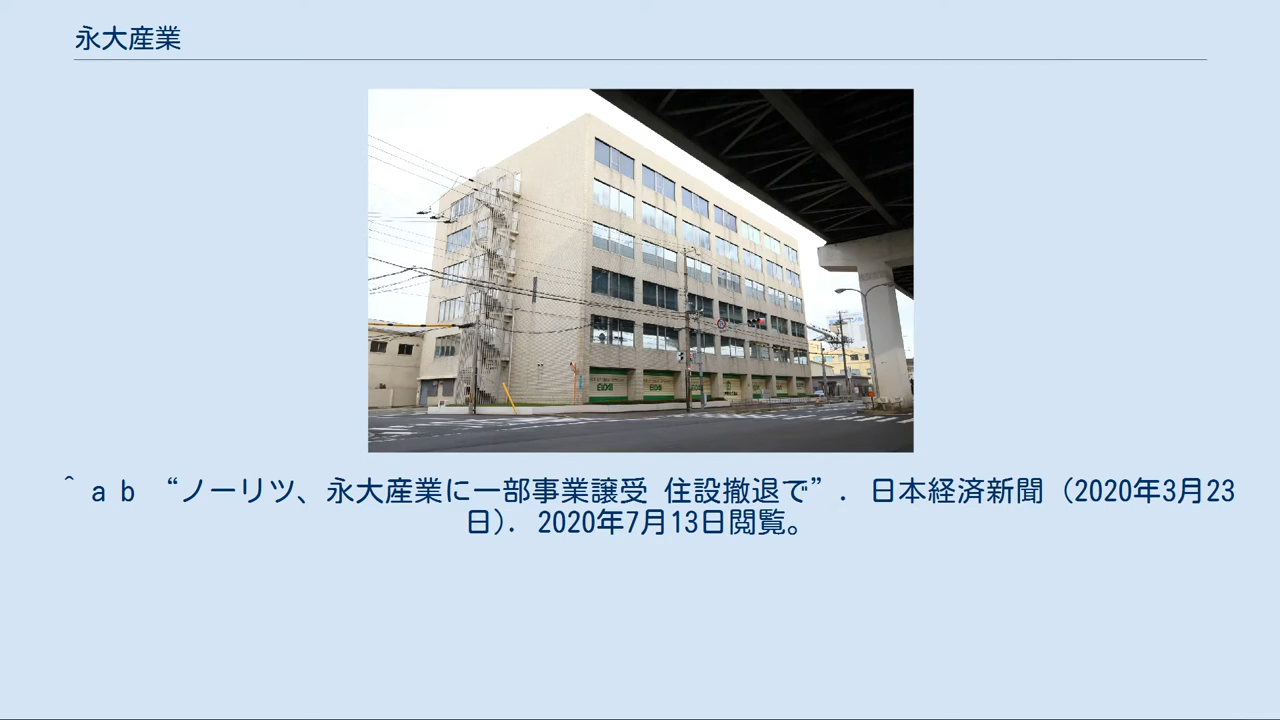 永大産業
^ a b “ノーリツ、永大産業に一部事業譲受 住設撤退で”. 日本経済新聞 (2020年3月23
日). 2020年7月13日閲覧。